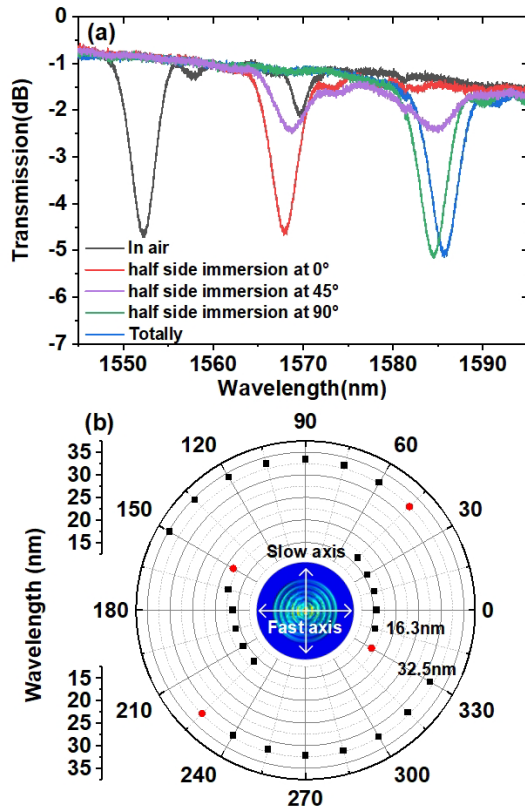 (a)
0
-1
-2
-3
-4
-5
-6
-7
Transmission(dB)
In air
half side immersion at 0°
half side immersion at 45°
half side immersion at 90°
Totally
1550 1560 1570 1580 1590
Wavelength(nm)
(b)
90
120 60
150 30
180 0
210 330
240 300
270
35
30
25
20
15
Wavelength (nm)
15
20
25
30
35
Slow axis
Fast axis
16.3nm
32.5nm